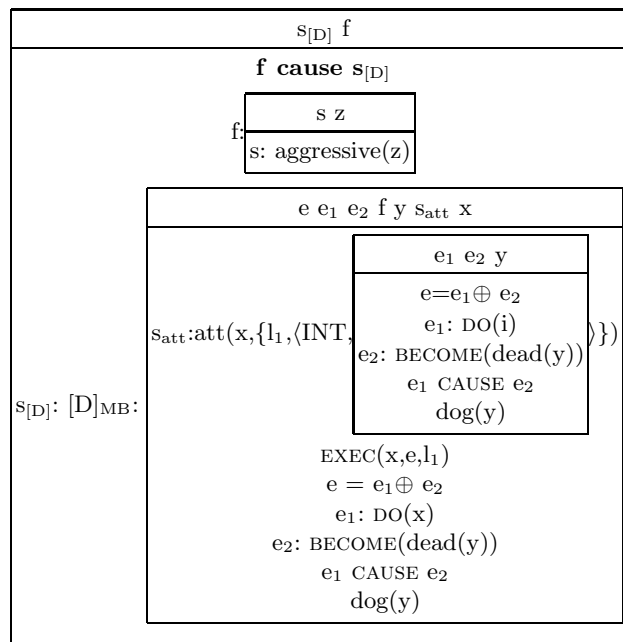 s[D] f
f cause s[D]
s z
f:
s: aggressive(z)
e e1 e2 f y satt x
e1 e2 y
e=e1⊕ e2
e1: DO(i)
satt:att(x,{l1,⟨INT, ⟩})
e2: BECOME(dead(y))
e1 CAUSE e2
s[D]: [D]MB:
dog(y)
EXEC(x,e,l1)
e = e1⊕ e2
e1: DO(x)
e2: BECOME(dead(y))
e1 CAUSE e2
dog(y)